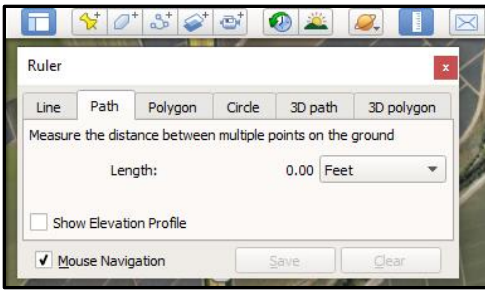 Ruler
x
Line Path Polygon Circle 3D path 3D polygon
Measure the distance between multiple points on the ground
Length: 0.00 Feet
Show Elevation Profile
Mouse Navigation Save Clear